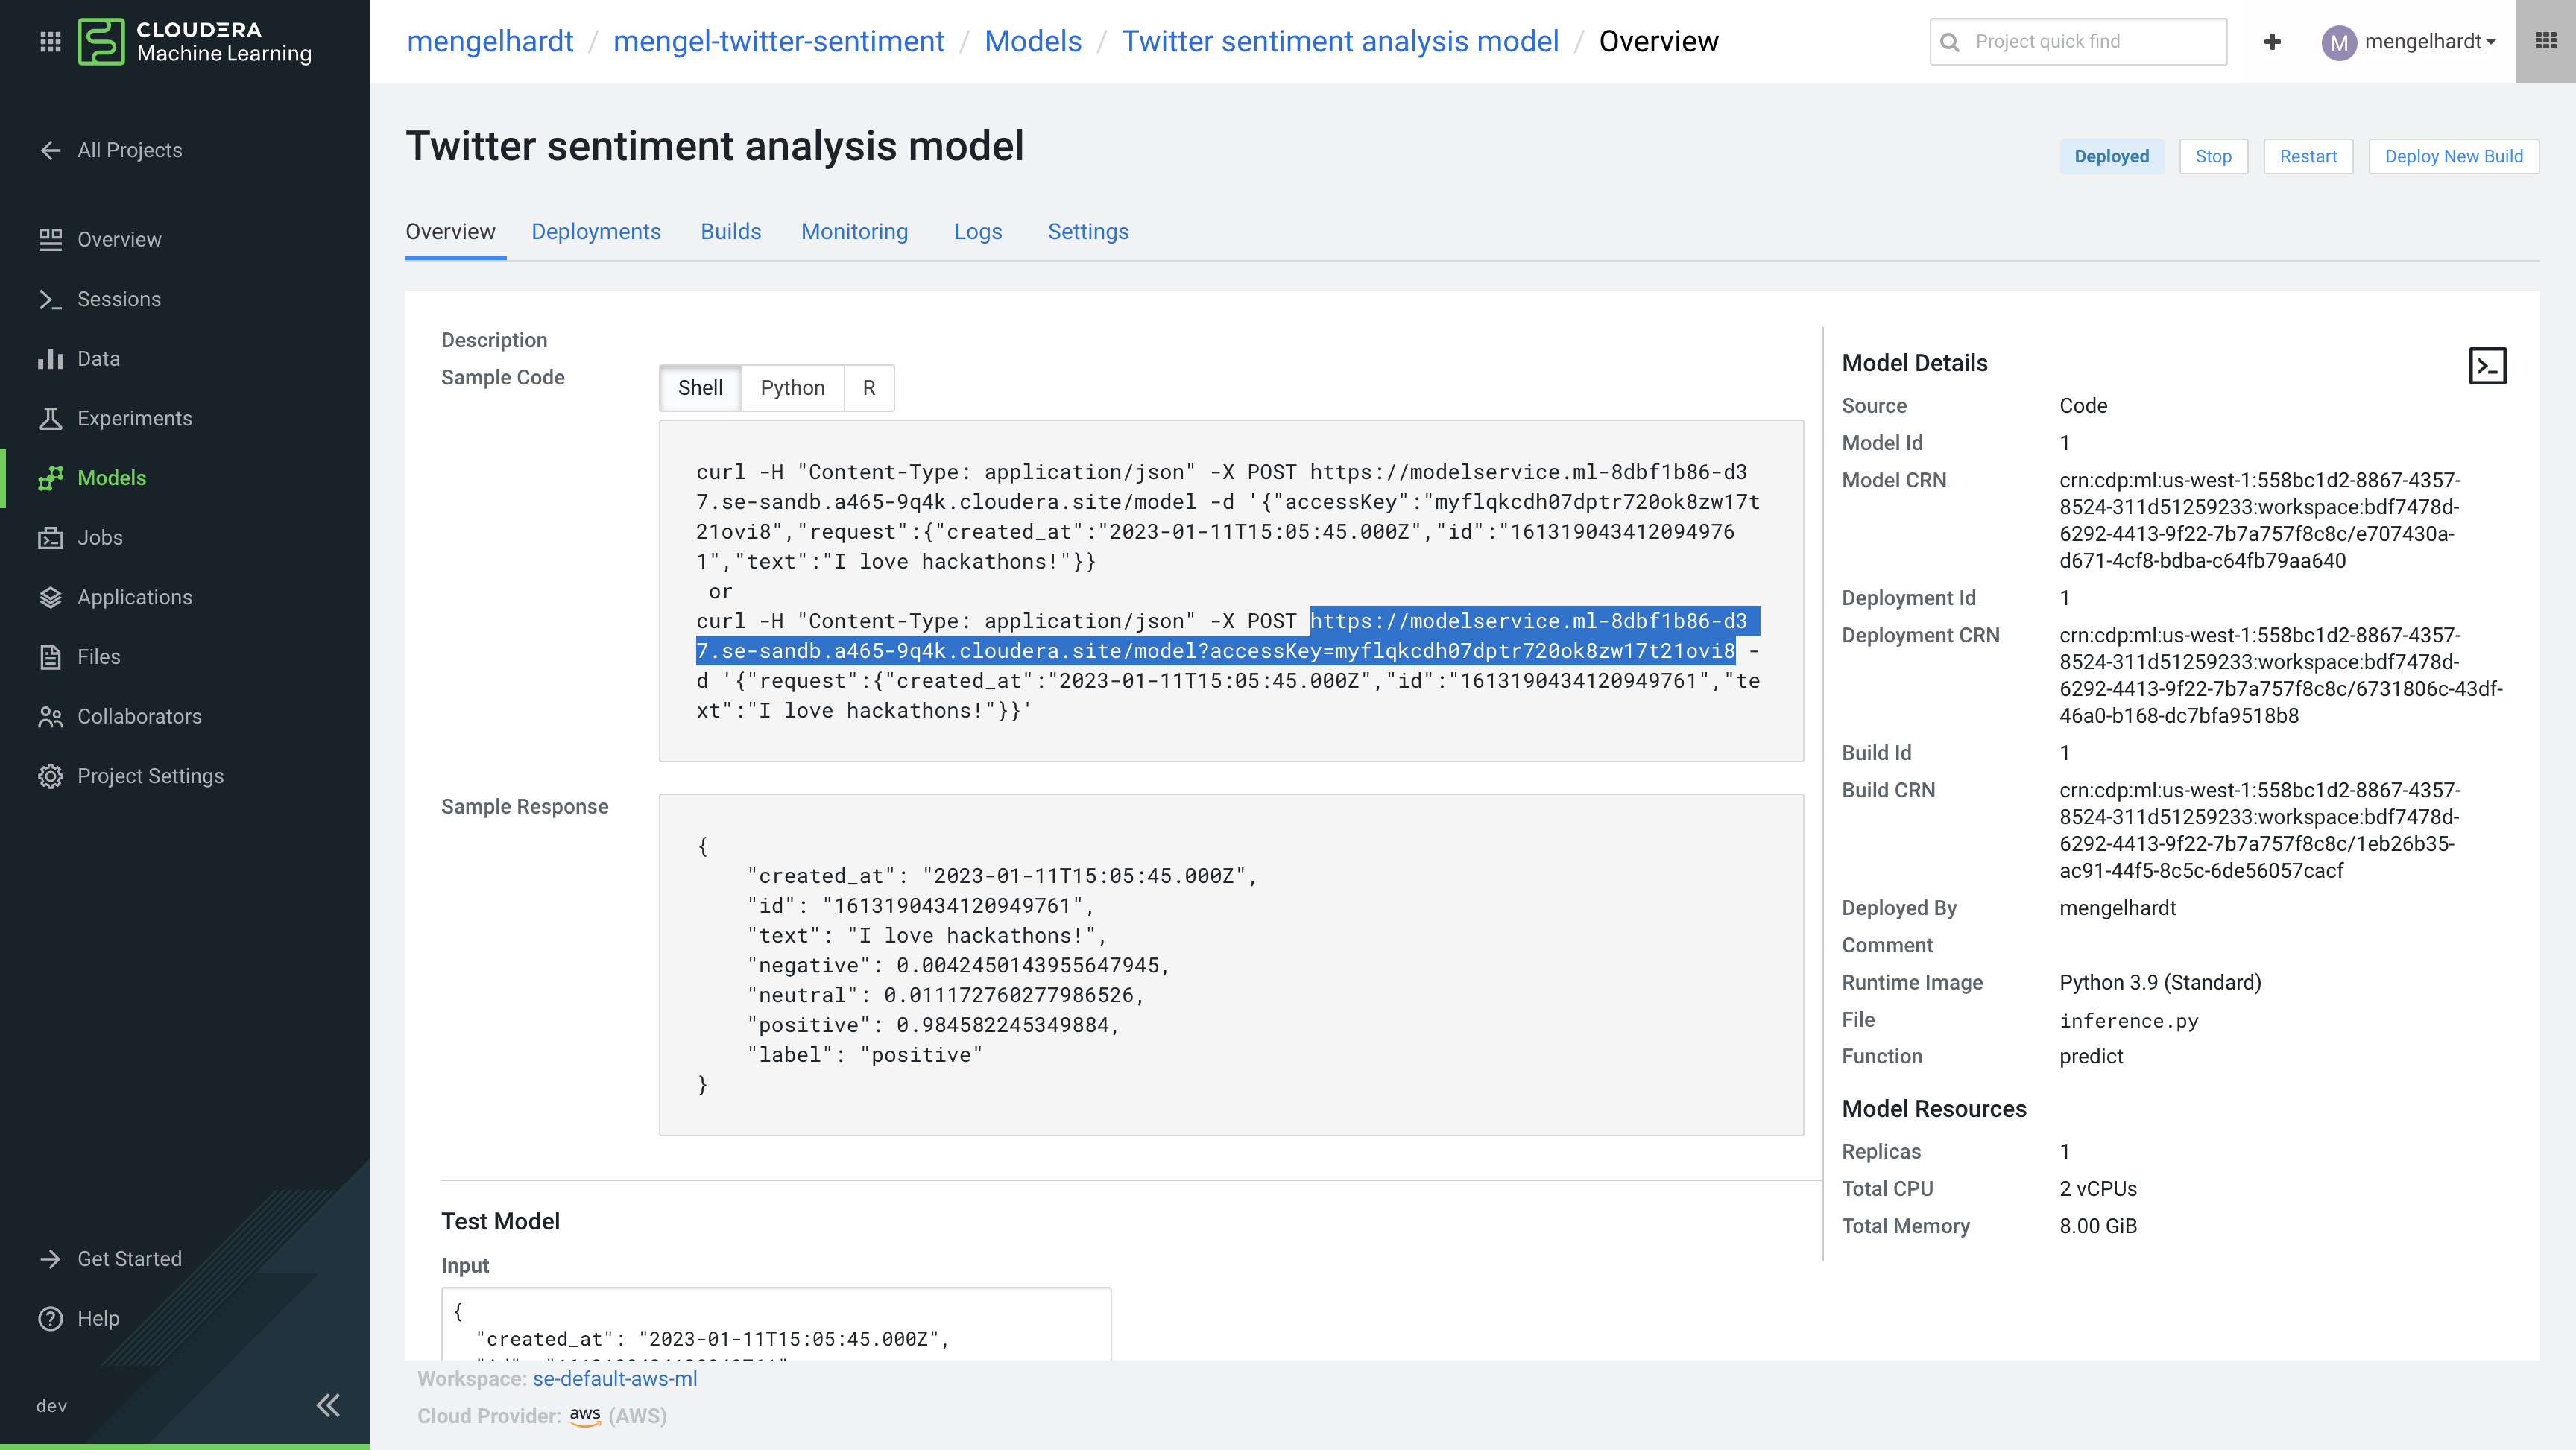 CLOUDERA
Machine Learning
mengelhardt / mengel-twitter-sentiment / Models / Twitter sentiment analysis model / Overview
Project quick find
+
M mengelhardt
All Projects
Overview
Sessions
Data
Experiments
Models
Jobs
Applications
Files
Collaborators
Project Settings
Get Started
Help
dev
Twitter sentiment analysis model
Deployed Stop Restart Deploy New Build
Overview Deployments Builds Monitoring Logs Settings
Description
Sample Code
Shell Python R
curl -H "Content-Type: application/json" -X POST https://modelservice.ml-8dbf1b86-d3
7.se-sandb.a465-9q4k.cloudera.site/model -d '{"accessKey":"myflqkcdh07dptr720ok8zw17t
21ovi8","request":{"created_at":"2023-01-11T15:05:45.000Z","id":"161319043412094976
1","text":"I love hackathons!"}}
or
curl -H "Content-Type: application/json" -X POST https://modelservice.ml-8dbf1b86-d3
7.se-sandb.a465-9q4k.cloudera.site/model?accessKey=myflqkcdh07dptr720ok8zw17t21ovi8 -
d '{"request":{"created_at":"2023-01-11T15:05:45.000Z","id":"1613190434120949761","te
xt":"I love hackathons!"}}'
Sample Response
{
"created_at": "2023-01-11T15:05:45.000Z",
"id": "1613190434120949761",
"text": "I love hackathons!",
"negative": 0.0042450143955647945,
"neutral": 0.011172760277986526,
"positive": 0.984582245349884,
"label": "positive"
}
Test Model
Input
{
"created_at": "2023-01-11T15:05:45.000Z",
Model Details
Source Code
Model Id 1
Model CRN crn:cdp:ml:us-west-1:558bc1d2-8867-4357-
8524-311d51259233:workspace:bdf7478d-
6292-4413-9f22-7b7a757f8c8c/e707430a-
d671-4cf8-bdba-c64fb79aa640
Deployment Id 1
Deployment CRN crn:cdp:ml:us-west-1:558bc1d2-8867-4357-
8524-311d51259233:workspace:bdf7478d-
6292-4413-9f22-7b7a757f8c8c/6731806c-43df-
46a0-b168-dc7bfa9518b8
Build Id 1
Build CRN crn:cdp:ml:us-west-1:558bc1d2-8867-4357-
8524-311d51259233:workspace:bdf7478d-
6292-4413-9f22-7b7a757f8c8c/1eb26b35-
ac91-44f5-8c5c-6de56057cacf
Deployed By mengelhardt
Comment
Runtime Image Python 3.9 (Standard)
File inference.py
Function predict
Model Resources
Replicas 1
Total CPU 2 vCPUs
Total Memory 8.00 GiB
Workspace: se-default-aws-ml
Cloud Provider: aws (AWS)